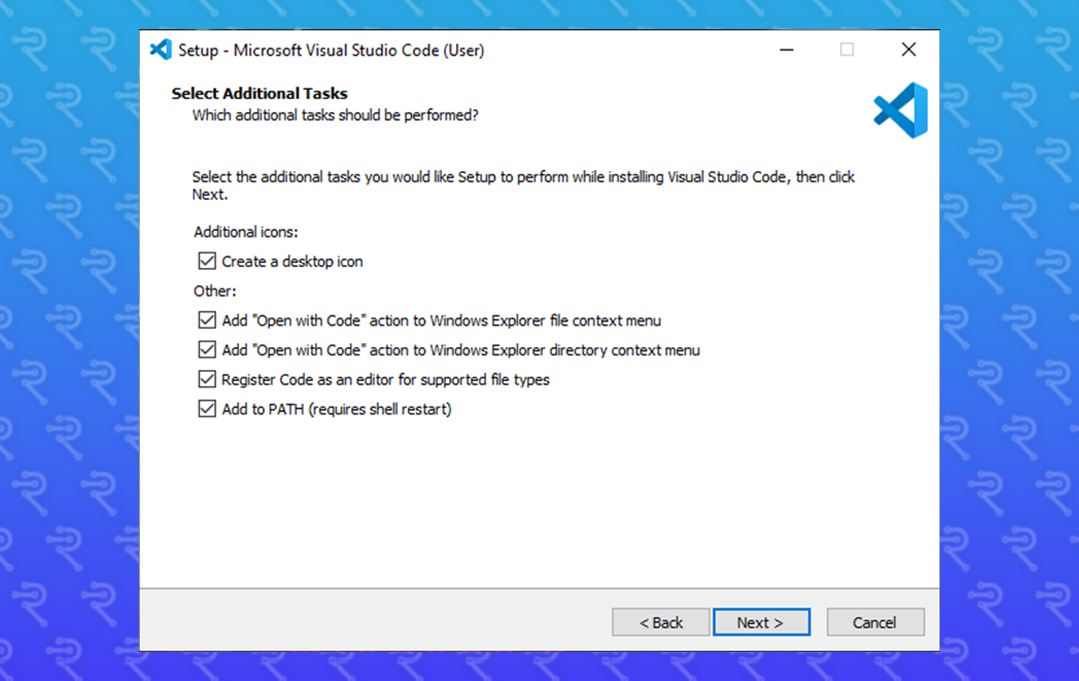 Setup - Microsoft Visual Studio Code (User)
Select Additional Tasks
Which additional tasks should be performed?
Select the additional tasks you would like Setup to perform while installing Visual Studio Code, then click
Next.
Additional icons:
Create a desktop icon
Other:
Add "Open with Code" action to Windows Explorer file context menu
Add "Open with Code" action to Windows Explorer directory context menu
Register Code as an editor for supported file types
Add to PATH (requires shell restart)
< Back Next > Cancel